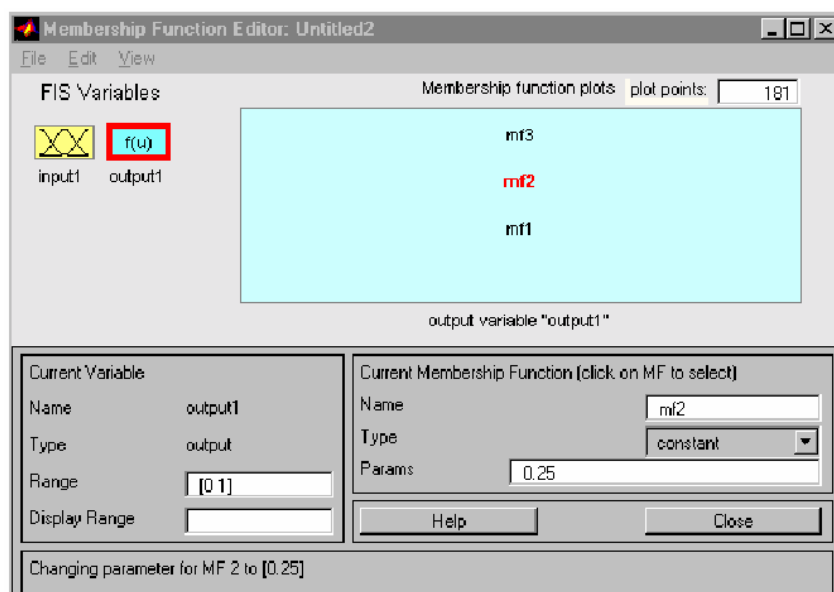 Membership Function Editor: Untitled2
File Edit View
FIS Variables
Membership function plots plot points: 181
f(u)
input1 output1
mf3
mf2
mf1
output variable "output1"
Current Variable
Name output1
Type output
Range [0 1]
Display Range
Current Membership Function (click on MF to select)
Name mf2
Type constant
Params 0.25
Help Close
Changing parameter for MF 2 to [0.25]